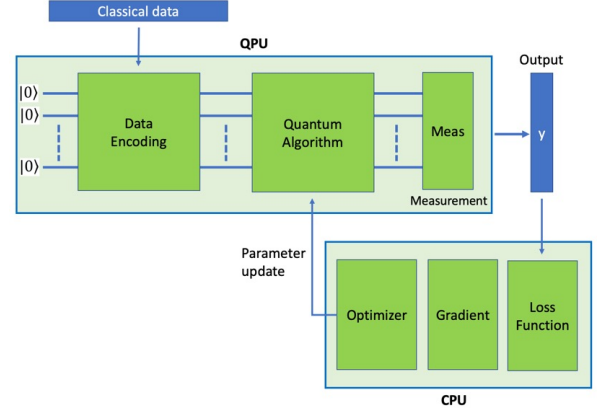 Classical data
QPU
Output
|0⟩
|0⟩
|0⟩
Data
Encoding
Quantum
Algorithm
Meas
y
Measurement
Parameter
update
Optimizer
Gradient
Loss
Function
CPU